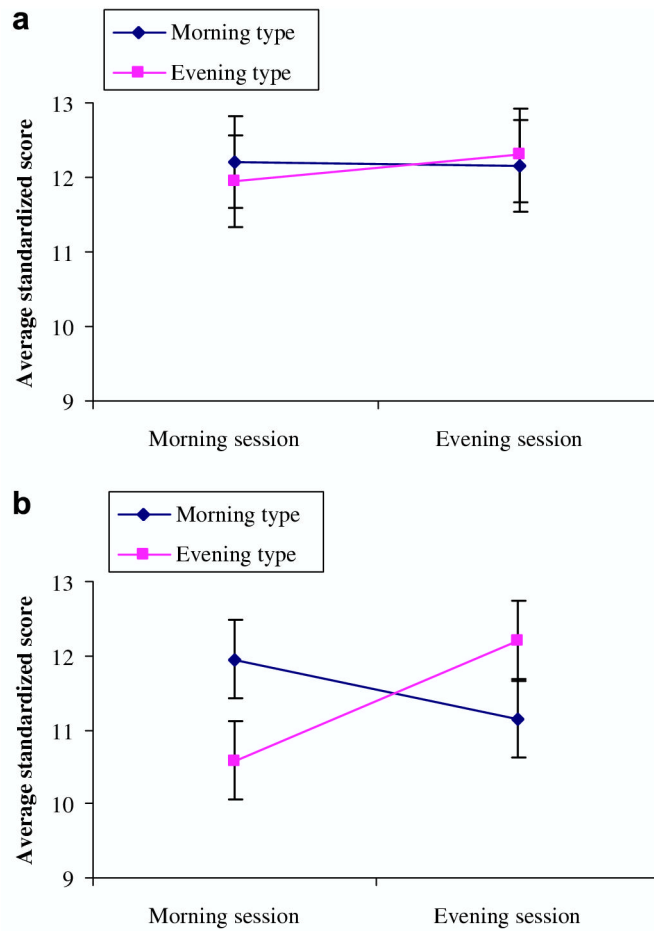 a
Morning type
Evening type
13
12
11
10
9
Average standardized score
Morning session
Evening session
b
Morning type
Evening type
13
12
11
10
9
Average standardized score
Morning session
Evening session